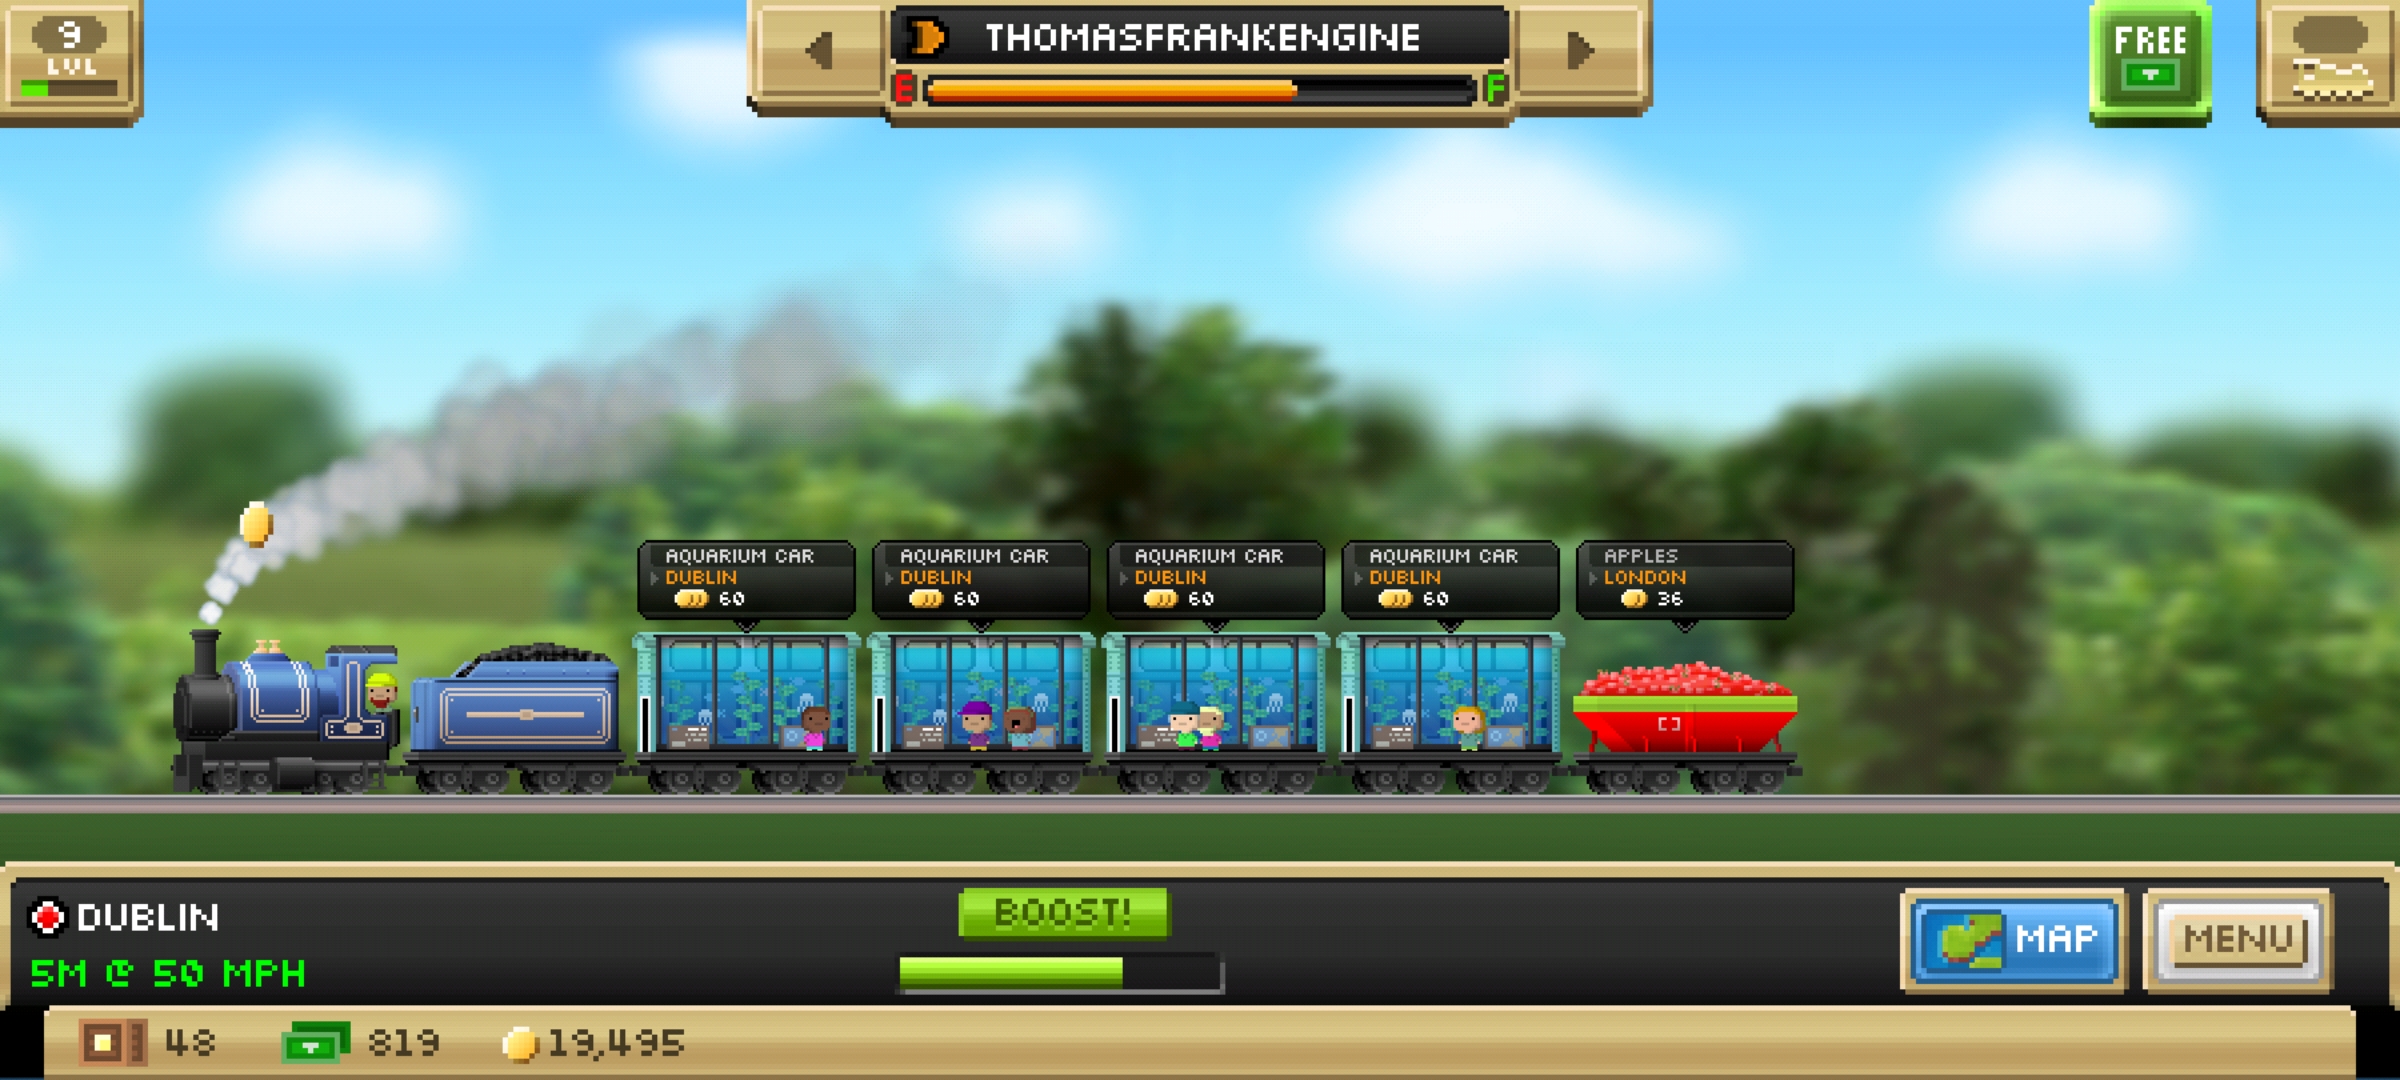 9
LVL
THOMASFRANKENGINE
E F
FREE
AQUARIUM CAR
DUBLIN
60
AQUARIUM CAR
DUBLIN
60
AQUARIUM CAR
DUBLIN
60
AQUARIUM CAR
DUBLIN
60
APPLES
LONDON
36
DUBLIN
5M @ 50 MPH
BOOST!
MAP
MENU
48
819
19,495